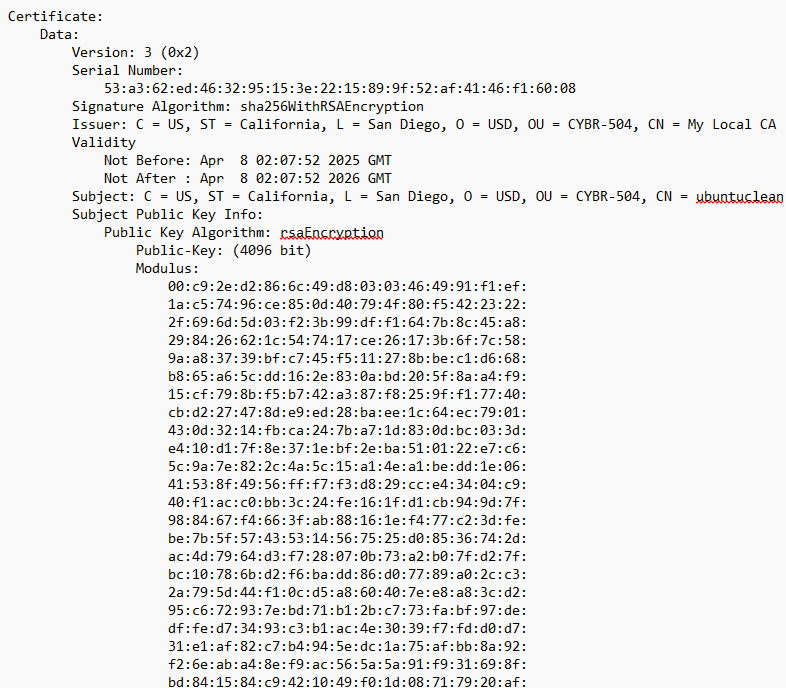 Certificate:
Data:
Version: 3 (0x2)
Serial Number:
53:a3:62:ed:46:32:95:15:3e:22:15:89:9f:52:af:41:46:f1:60:08
Signature Algorithm: sha256WithRSAEncryption
Issuer: C = US, ST = California, L = San Diego, O = USD, OU = CYBR-504, CN = My Local CA
Validity
Not Before: Apr  8 02:07:52 2025 GMT
Not After : Apr  8 02:07:52 2026 GMT
Subject: C = US, ST = California, L = San Diego, O = USD, OU = CYBR-504, CN = ubuntuclean
Subject Public Key Info:
Public Key Algorithm: rsaEncryption
Public-Key: (4096 bit)
Modulus:
00:c9:2e:d2:86:6c:49:d8:03:03:46:49:91:f1:ef:
1a:c5:74:96:ce:85:0d:40:79:4f:80:f5:42:23:22:
2f:69:6d:5d:03:f2:3b:99:df:f1:64:7b:8c:45:a8:
29:84:26:62:1c:54:74:17:ce:26:17:3b:6f:7c:58:
9a:a8:37:39:bf:c7:45:f5:11:27:8b:be:c1:d6:68:
b8:65:a6:5c:dd:16:2e:83:0a:bd:20:5f:8a:a4:f9:
15:cf:79:8b:f5:b7:42:a3:87:f8:25:9f:f1:77:40:
cb:d2:27:47:8d:e9:ed:28:ba:ee:1c:64:ec:79:01:
43:0d:32:14:fb:ca:24:7b:a7:1d:83:0d:bc:03:3d:
e4:10:d1:7f:8e:37:1e:bf:2e:ba:51:01:22:e7:c6:
5c:9a:7e:82:2c:4a:5c:15:a1:4e:a1:be:dd:1e:06:
41:53:8f:49:56:ff:f7:f3:d8:29:cc:e4:34:04:c9:
40:f1:ac:c0:bb:3c:24:fe:16:1f:d1:cb:94:9d:7f:
98:84:67:f4:66:3f:ab:88:16:1e:f4:77:c2:3d:fe:
be:7b:5f:57:43:53:14:56:75:25:d0:85:36:74:2d:
ac:4d:79:64:d3:f7:28:07:0b:73:a2:b0:7f:d2:7f:
bc:10:78:6b:d2:f6:ba:dd:86:d0:77:89:a0:2c:c3:
2a:79:5d:44:f1:0c:d5:a8:60:40:7e:e8:a8:3c:d2:
95:c6:72:93:7e:bd:71:b1:2b:c7:73:fa:bf:97:de:
df:fe:d7:34:93:c3:b1:ac:4e:30:39:f7:fd:d0:d7:
31:e1:af:82:c7:b4:94:5e:dc:1a:75:af:bb:8a:92:
f2:6e:ab:a4:8e:f9:ac:56:5a:5a:91:f9:31:69:8f:
bd:84:15:84:c9:42:10:49:f0:1d:08:71:79:20:af: